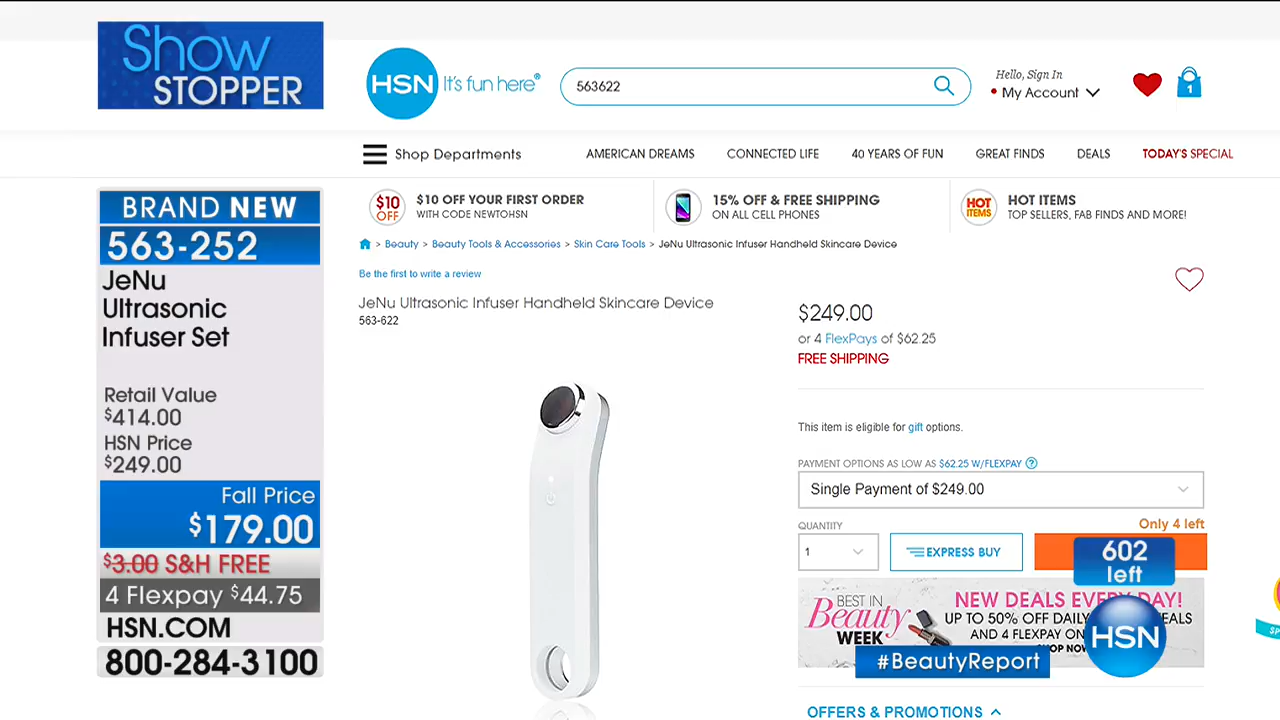 Show
STOPPER
BRAND NEW
563-252
JeNu
Ultrasonic
Infuser Set
Retail Value
$414.00
HSN Price
$249.00
Fall Price
$179.00
$3.00 S&H FREE
4 Flexpay $44.75
HSN.COM
800-284-3100
HSN It's fun here®
563622
Hello, Sign In
My Account
1
Shop Departments
AMERICAN DREAMS
CONNECTED LIFE
40 YEARS OF FUN
GREAT FINDS
DEALS
TODAY'S SPECIAL
$10
OFF
$10 OFF YOUR FIRST ORDER
WITH CODE NEWTOHSN
15% OFF & FREE SHIPPING
ON ALL CELL PHONES
HOT
ITEMS
HOT ITEMS
TOP SELLERS, FAB FINDS AND MORE!
> Beauty > Beauty Tools & Accessories > Skin Care Tools > JeNu Ultrasonic Infuser Handheld Skincare Device
Be the first to write a review
JeNu Ultrasonic Infuser Handheld Skincare Device
563-622
$249.00
or 4 FlexPays of $62.25
FREE SHIPPING
This item is eligible for gift options.
PAYMENT OPTIONS AS LOW AS $62.25 W/FLEXPAY ?
Single Payment of $249.00
QUANTITY
Only 4 left
1
EXPRESS BUY
602
left
BEST IN
Beauty
WEEK
NEW DEALS EVERY DAY!
UP TO 50% OFF DAILY
AND 4 FLEXPAY
HSN
#BeautyReport
OFFERS & PROMOTIONS